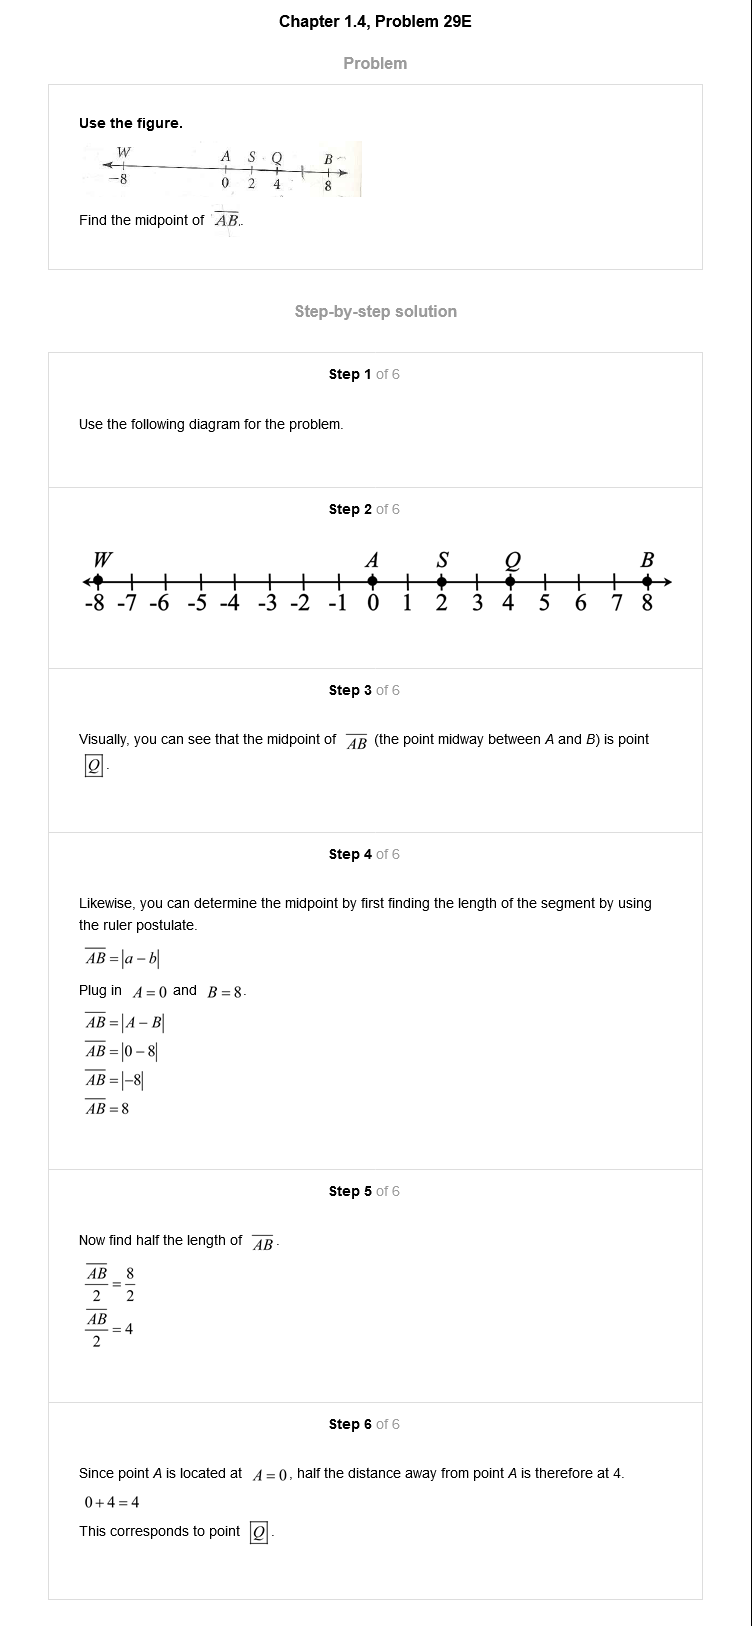 Chapter 1.4, Problem 29E
Problem
Use the figure.
W A S Q B
-8 0 2 4 8
Find the midpoint of \overline{AB}.
Step-by-step solution
Step 1 of 6
Use the following diagram for the problem.
Step 2 of 6
W A S Q B
-8 -7 -6 -5 -4 -3 -2 -1 0 1 2 3 4 5 6 7 8
Step 3 of 6
Visually, you can see that the midpoint of \overline{AB} (the point midway between A and B) is point
Q.
Step 4 of 6
Likewise, you can determine the midpoint by first finding the length of the segment by using
the ruler postulate.
\overline{AB} = |a − b|
Plug in A = 0 and B = 8.
\overline{AB} = |A − B|
\overline{AB} = |0 − 8|
\overline{AB} = |−8|
\overline{AB} = 8
Step 5 of 6
Now find half the length of \overline{AB}.
\frac{\overline{AB}}{2} = \frac{8}{2}
\frac{\overline{AB}}{2} = 4
Step 6 of 6
Since point A is located at A = 0, half the distance away from point A is therefore at 4.
0 + 4 = 4
This corresponds to point Q.